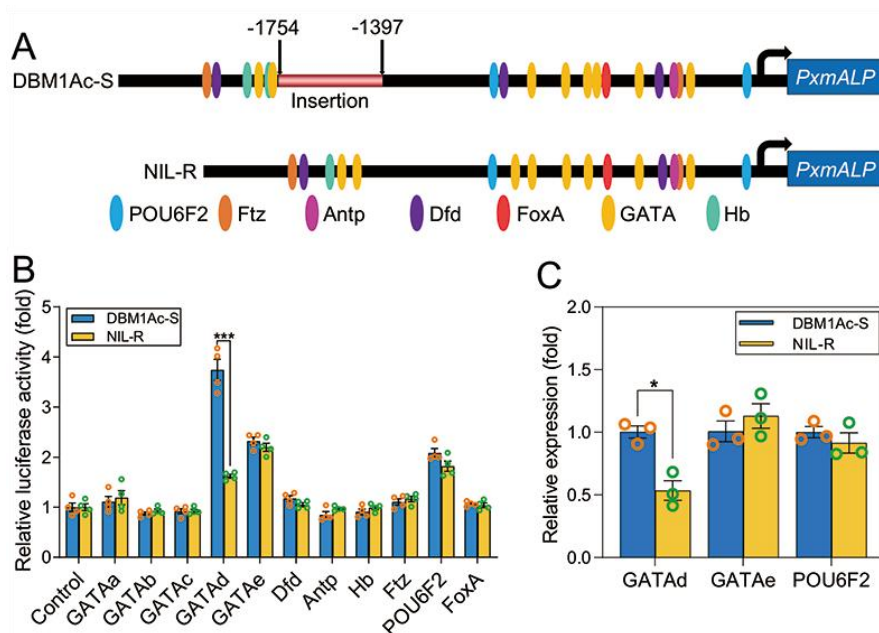 A
-1754
-1397
DBM1Ac-S
Insertion
PxmALP
NIL-R
PxmALP
POU6F2 Ftz Antp Dfd FoxA GATA Hb
B
Relative luciferase activity (fold)
5
4
3
2
1
0
DBM1Ac-S
NIL-R
***
Control GATAa GATAb GATAc GATAd GATAe Dfd Antp Hb Ftz POU6F2 FoxA
C
Relative expression (fold)
2.0
1.5
1.0
0.5
0.0
DBM1Ac-S
NIL-R
*
GATAd GATAe POU6F2